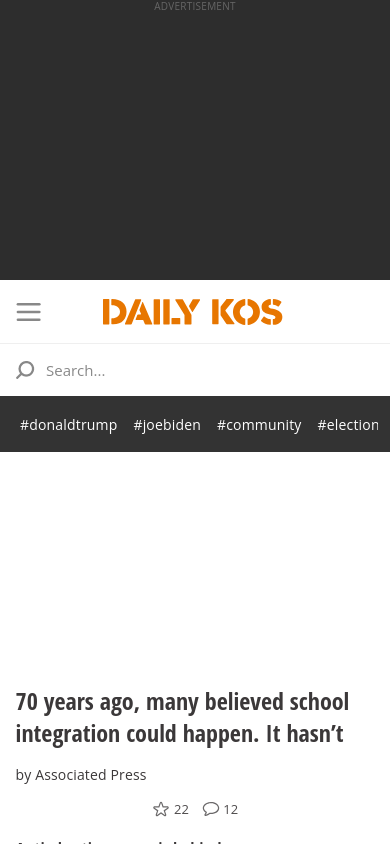 ADVERTISEMENT
DAILY KOS
Search...
#donaldtrump #joebiden #community #election
70 years ago, many believed school
integration could happen. It hasn’t
by Associated Press
22 12